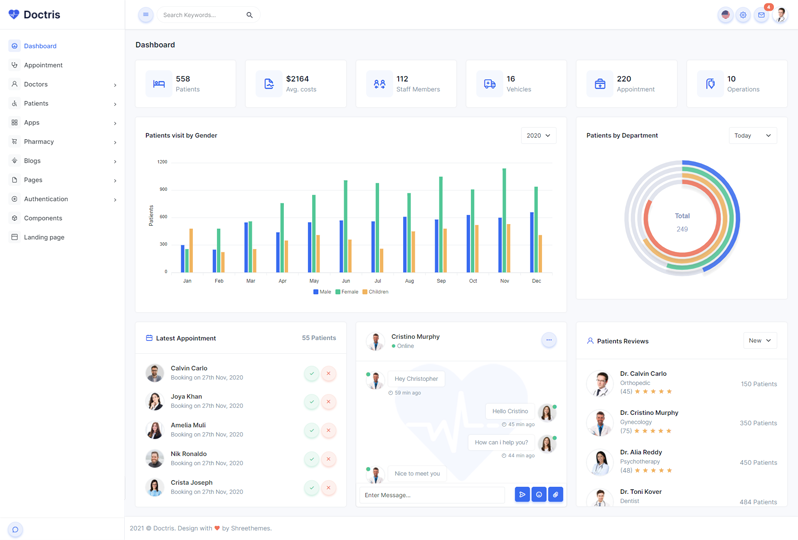 Doctris
Search Keywords...
4
Dashboard
Appointment
Doctors
Patients
Apps
Pharmacy
Blogs
Pages
Authentication
Components
Landing page
Dashboard
558
Patients
$2164
Avg. costs
112
Staff Members
16
Vehicles
220
Appointment
10
Operations
Patients visit by Gender
2020
1200
900
600
300
0
Patients
Jan Feb Mar Apr May Jun Jul Aug Sep Oct Nov Dec
Male Female Children
Patients by Department
Today
Total
249
Latest Appointment
55 Patients
Calvin Carlo
Booking on 27th Nov, 2020
Joya Khan
Booking on 27th Nov, 2020
Amelia Muli
Booking on 27th Nov, 2020
Nik Ronaldo
Booking on 27th Nov, 2020
Crista Joseph
Booking on 27th Nov, 2020
Cristino Murphy
Online
Hey Christopher
59 min ago
Hello Cristino
45 min ago
How can i help you?
44 min ago
Nice to meet you
Enter Message...
Patients Reviews
New
Dr. Calvin Carlo
Orthopedic
(45)
150 Patients
Dr. Cristino Murphy
Gynecology
(75)
350 Patients
Dr. Alia Reddy
Psychotherapy
(48)
450 Patients
Dr. Toni Kover
Dentist
484 Patients
2021 © Doctris. Design with ❤ by Shreethemes.